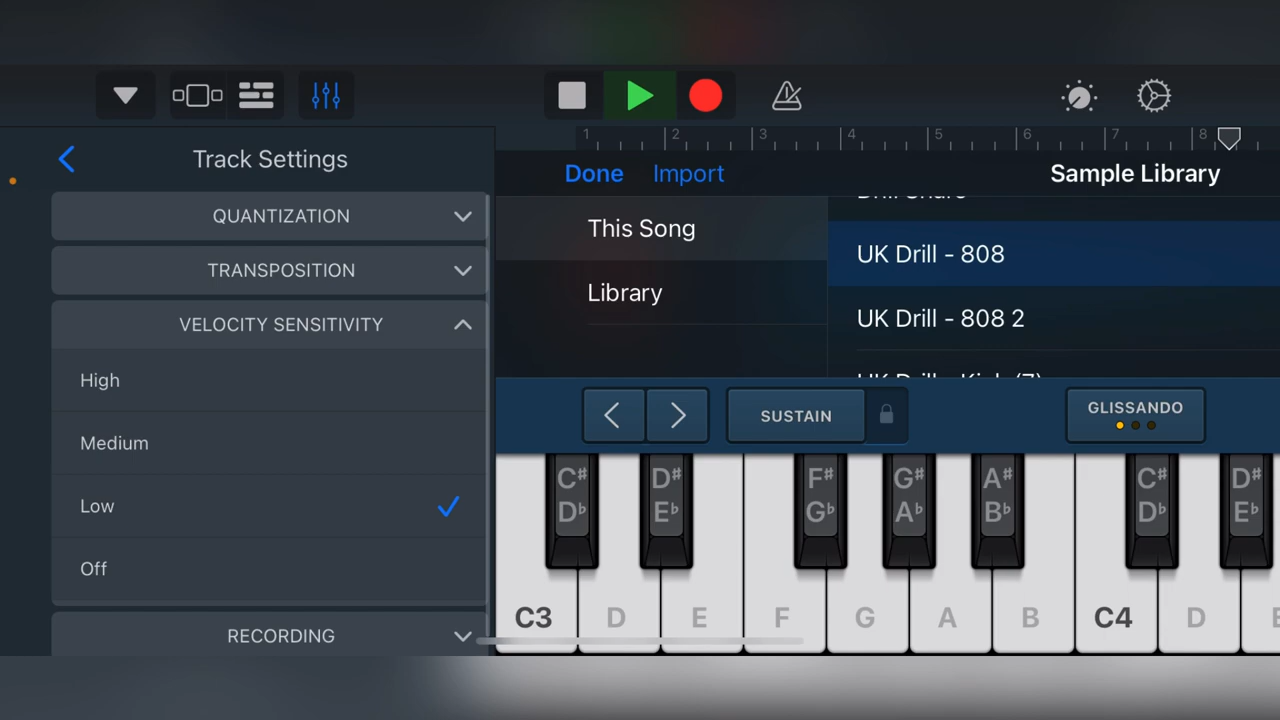 Track Settings
QUANTIZATION
TRANSPOSITION
VELOCITY SENSITIVITY
High
Medium
Low
Off
RECORDING
1 2 3 4 5 6 7 8
Done Import Sample Library
This Song
Library
UK Drill - 808
UK Drill - 808 2
SUSTAIN
GLISSANDO
C# D# F# G# A# C# D#
D♭ E♭ G♭ A♭ B♭ D♭ E♭
C3 D E F G A B C4 D E